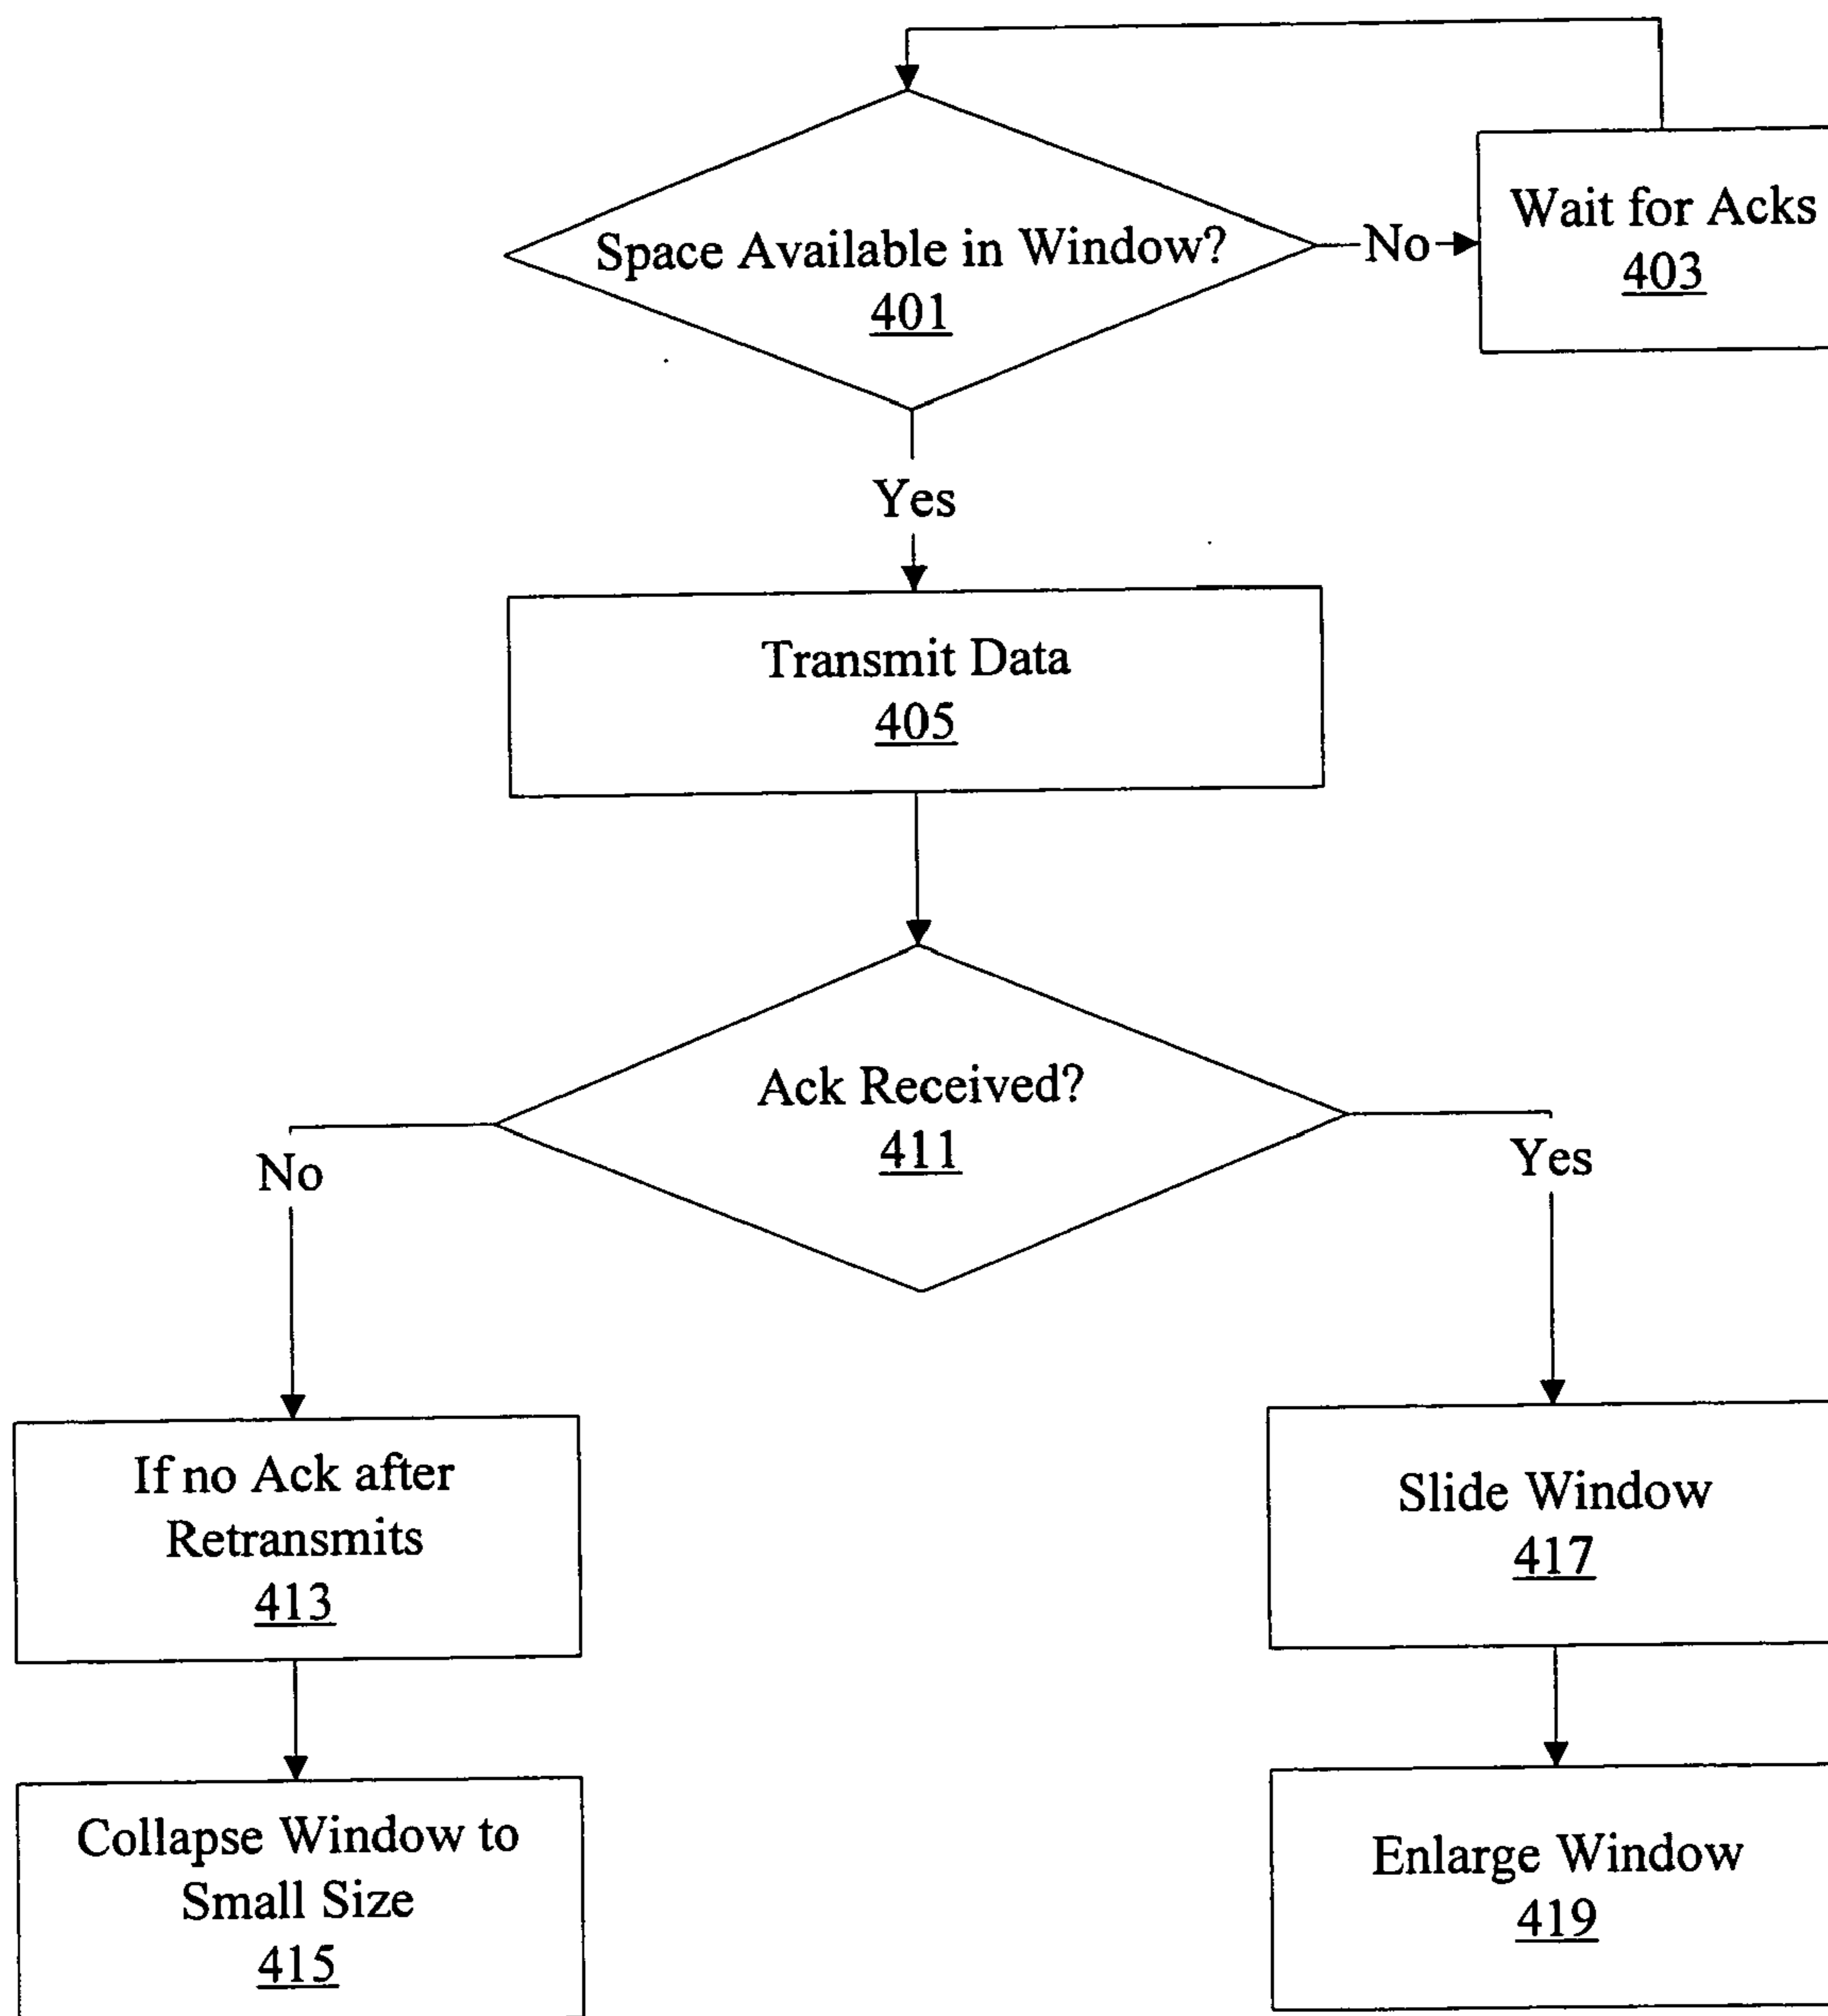 Space Available in Window?
401
No
Wait for Acks
403
Yes
Transmit Data
405
Ack Received?
411
No
Yes
If no Ack after
Retransmits
413
Slide Window
417
Collapse Window to
Small Size
415
Enlarge Window
419